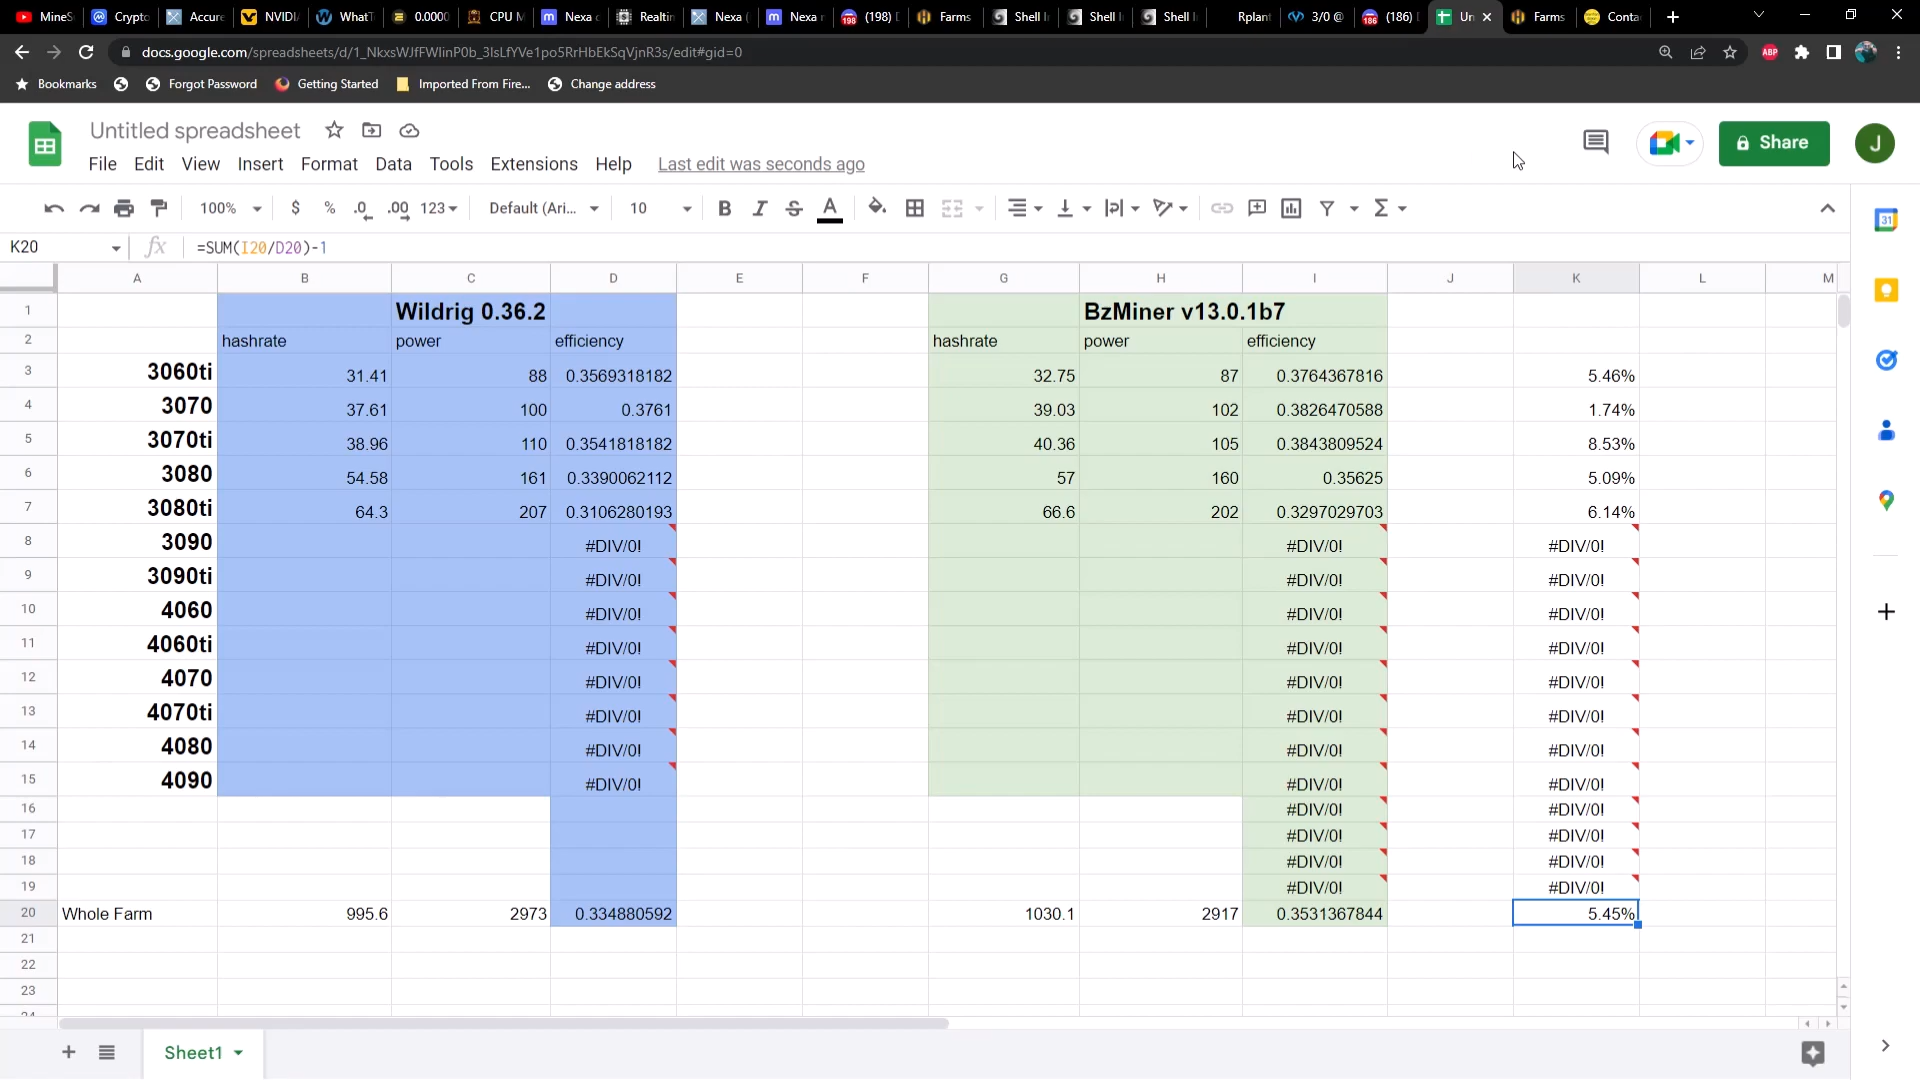 MineS Crypto Accure NVIDI WhatT 0.0000 CPU M Nexa c Realtin Nexa ( Nexa r (198) Farms Shell I Shell I Shell I Rplant 3/0 @ (186) Un Farms Conta
docs.google.com/spreadsheets/d/1_NkxsWJfFWlinP0b_3lsLfYVe1po5RrHbEkSqVjnR3s/edit#gid=0
ABP
Bookmarks Forgot Password Getting Started Imported From Fire... Change address
Untitled spreadsheet
Share
J
File Edit View Insert Format Data Tools Extensions Help Last edit was seconds ago
100% $ % .0 .00 123 Default (Ari... 10 B I S A
31
K20 fx =SUM(I20/D20)-1
A B C D E F G H I J K L M
1 Wildrig 0.36.2 BzMiner v13.0.1b7
2 hashrate power efficiency hashrate power efficiency
3 3060ti 31.41 88 0.3569318182 32.75 87 0.3764367816 5.46%
4 3070 37.61 100 0.3761 39.03 102 0.3826470588 1.74%
5 3070ti 38.96 110 0.3541818182 40.36 105 0.3843809524 8.53%
6 3080 54.58 161 0.3390062112 57 160 0.35625 5.09%
7 3080ti 64.3 207 0.3106280193 66.6 202 0.3297029703 6.14%
8 3090 #DIV/0! #DIV/0! #DIV/0!
9 3090ti #DIV/0! #DIV/0! #DIV/0!
10 4060 #DIV/0! #DIV/0! #DIV/0!
11 4060ti #DIV/0! #DIV/0! #DIV/0!
12 4070 #DIV/0! #DIV/0! #DIV/0!
13 4070ti #DIV/0! #DIV/0! #DIV/0!
14 4080 #DIV/0! #DIV/0! #DIV/0!
15 4090 #DIV/0! #DIV/0! #DIV/0!
16 #DIV/0! #DIV/0!
17 #DIV/0! #DIV/0!
18 #DIV/0! #DIV/0!
19 #DIV/0! #DIV/0!
20 Whole Farm 995.6 2973 0.334880592 1030.1 2917 0.3531367844 5.45%
21
22
23
24
Sheet1